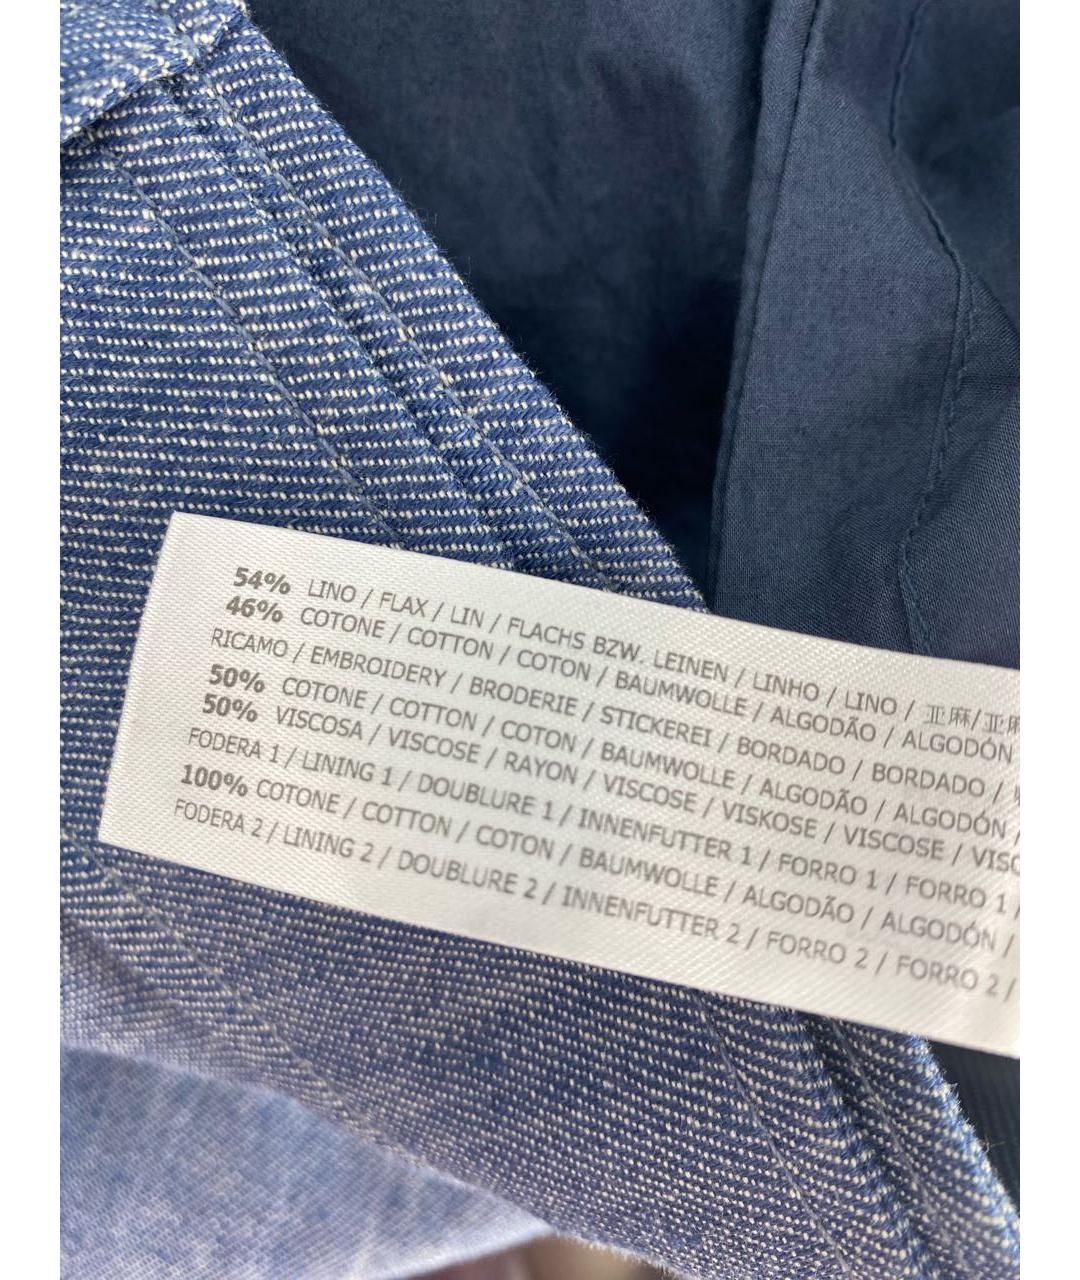 54% LINO / FLAX / LIN / FLACHS BZW. LEINEN / LINHO / LINO / 亚麻/亚麻
46% COTONE / COTTON / COTON / BAUMWOLLE / ALGODÃO / ALGODÓN
RICAMO / EMBROIDERY / BRODERIE / STICKEREI / BORDADO / BORDADO /
50% COTONE / COTTON / COTON / BAUMWOLLE / ALGODÃO / ALGODÓN /
50% VISCOSA / VISCOSE / RAYON / VISCOSE / VISKOSE / VISCOSE / VISC
FODERA 1 / LINING 1 / DOUBLURE 1 / INNENFUTTER 1 / FORRO 1 / FORRO 1 /
100% COTONE / COTTON / COTON / BAUMWOLLE / ALGODÃO / ALGODÓN /
FODERA 2 / LINING 2 / DOUBLURE 2 / INNENFUTTER 2 / FORRO 2 / FORRO 2 /